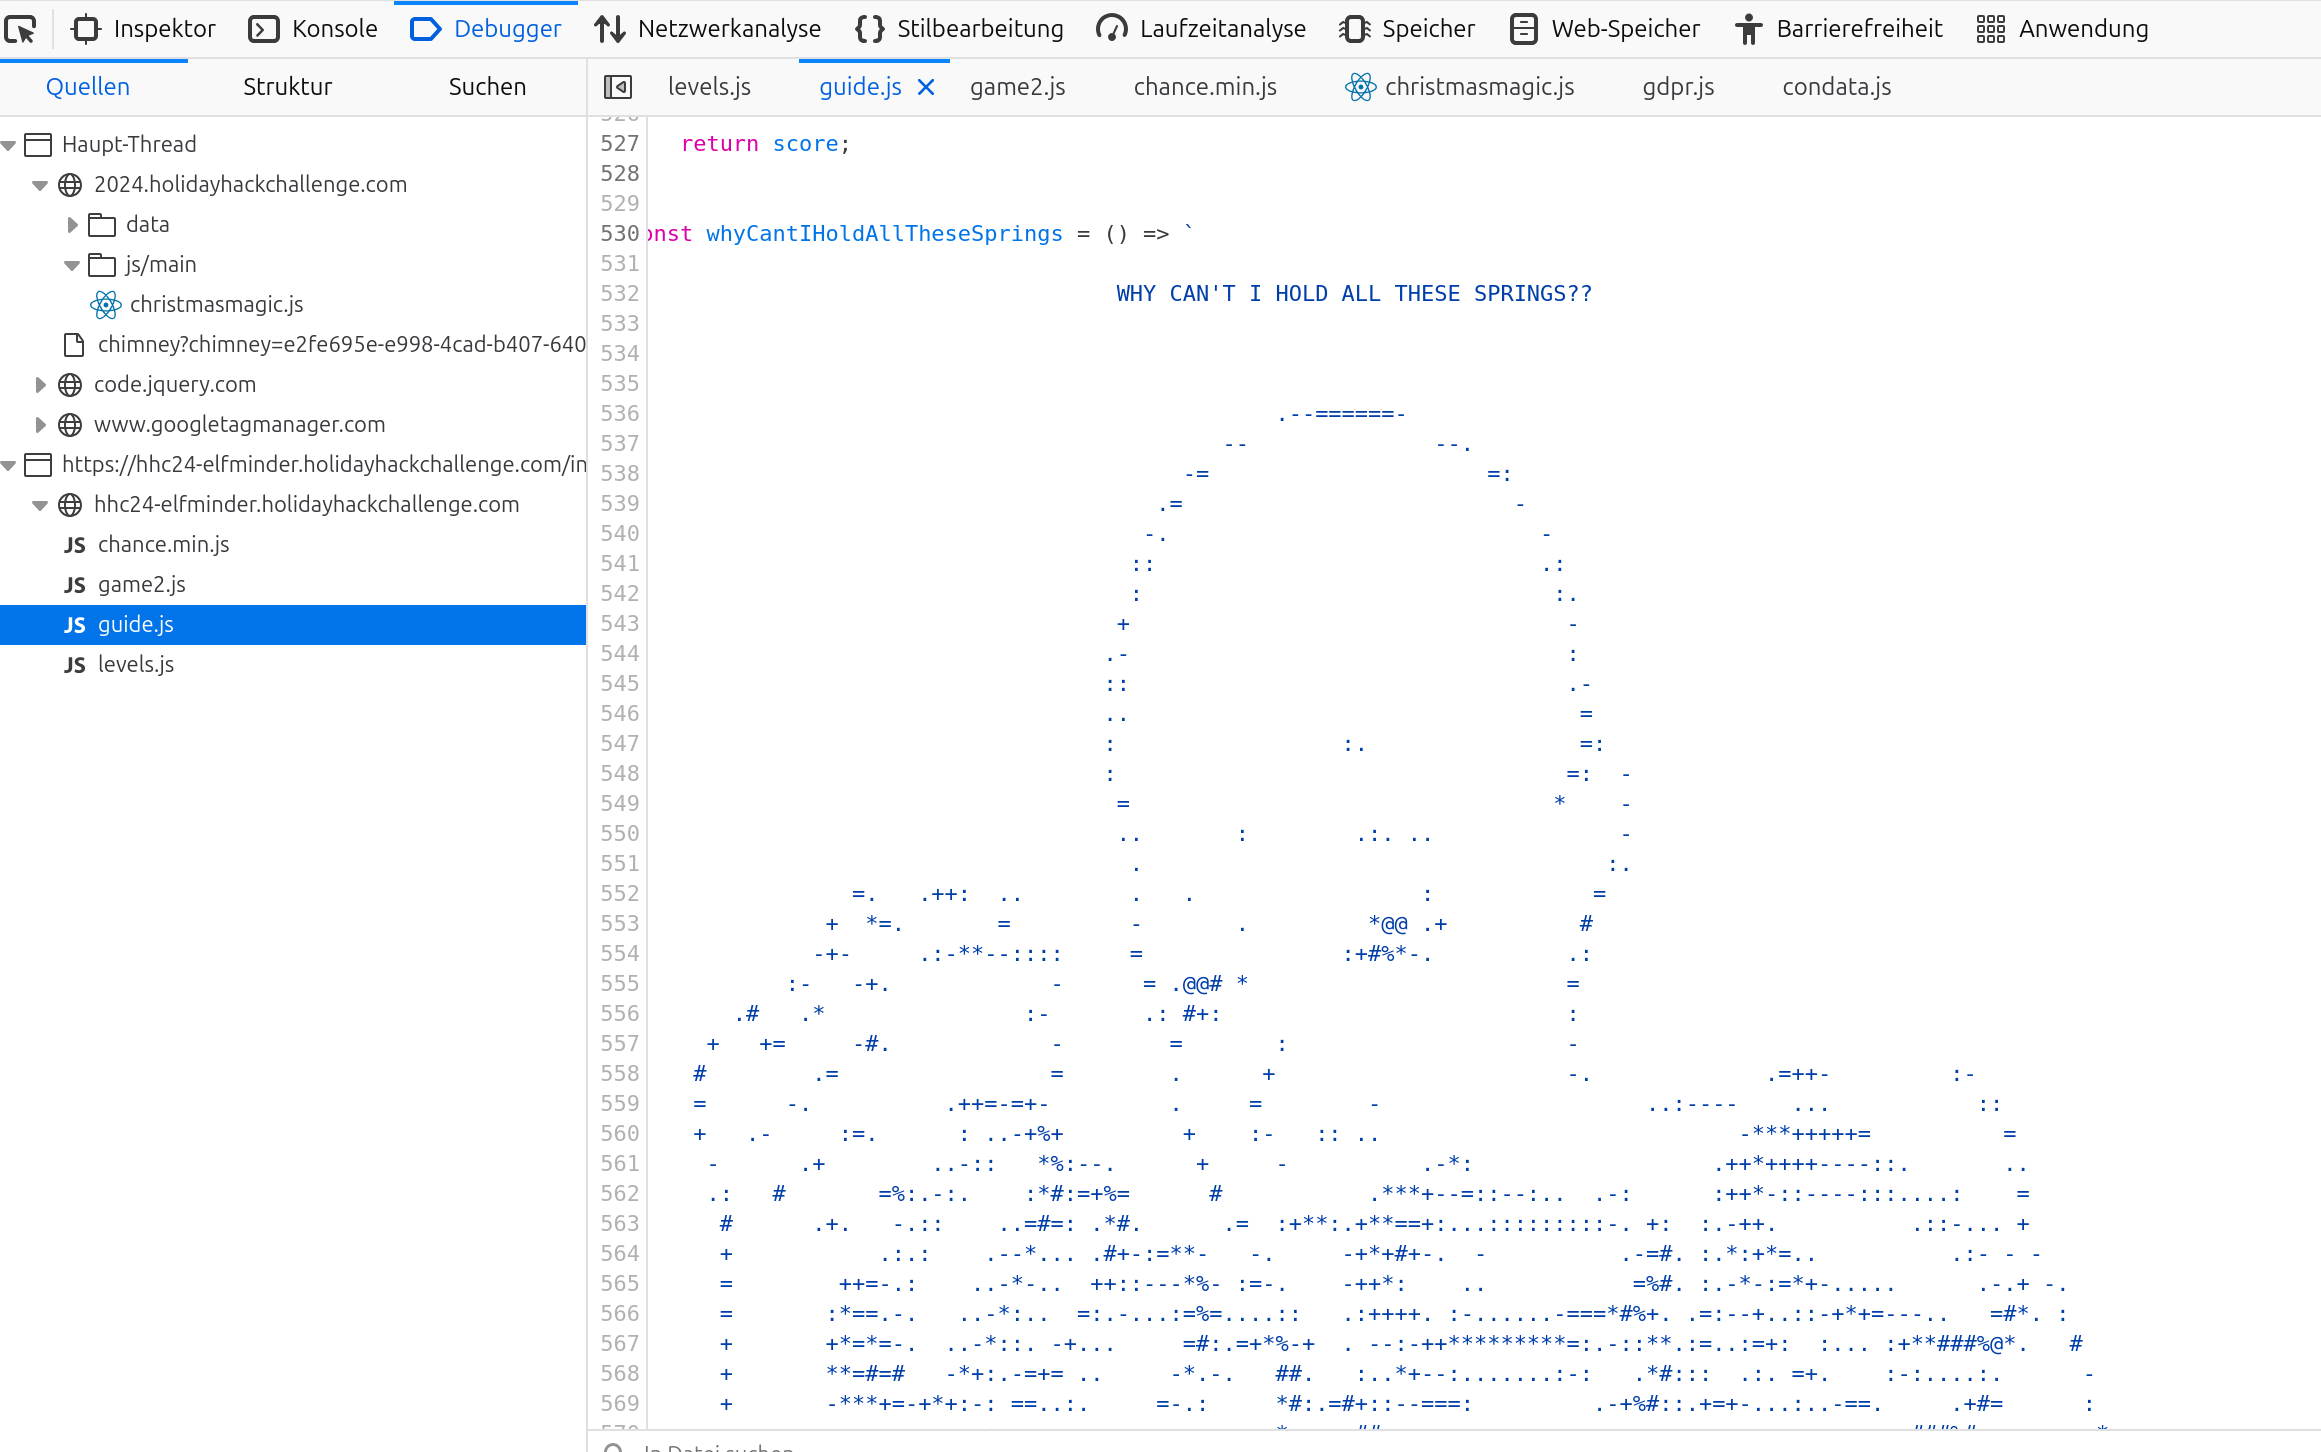 Inspektor Konsole Debugger Netzwerkanalyse {} Stilbearbeitung Laufzeitanalyse Speicher Web-Speicher Barrierefreiheit Anwendung
Quellen Struktur Suchen
levels.js guide.js game2.js chance.min.js christmasmagic.js gdpr.js condata.js
Haupt-Thread
2024.holidayhackchallenge.com
data
js/main
christmasmagic.js
chimney?chimney=e2fe695e-e998-4cad-b407-640
code.jquery.com
www.googletagmanager.com
https://hhc24-elfminder.holidayhackchallenge.com/in
hhc24-elfminder.holidayhackchallenge.com
JS chance.min.js
JS game2.js
JS guide.js
JS levels.js
527 return score;
528
529
530 onst whyCantIHoldAllTheseSprings = () => `
531
532 WHY CAN'T I HOLD ALL THESE SPRINGS??
533
534
535
536
537
538
539
540
541
542
543
544
545
546
547
548
549
550
551
552
553
554
555
556
557
558
559
560
561
562
563
564
565
566
567
568
569